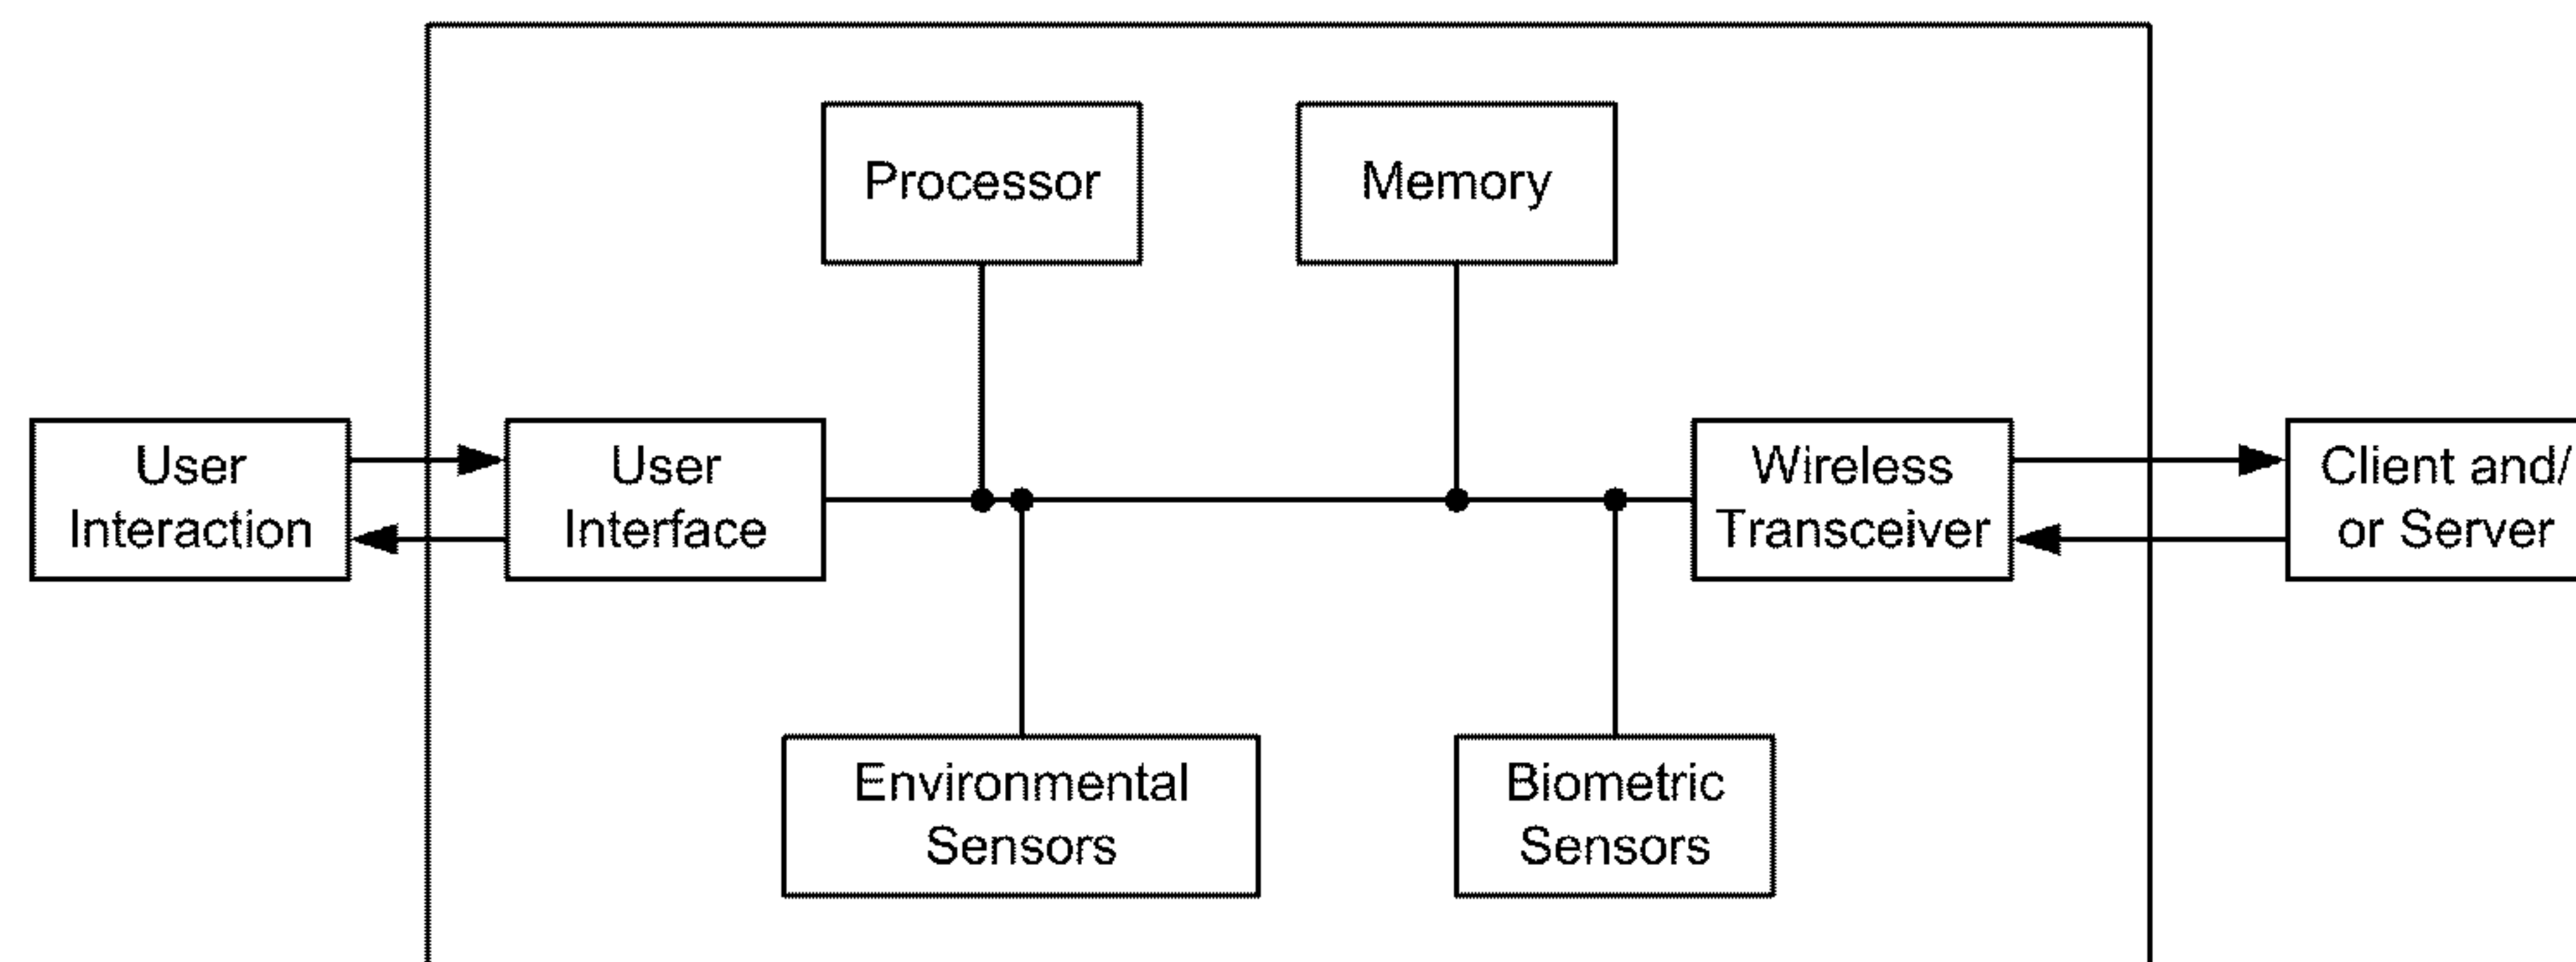 Processor
Memory
User
Interaction
User
Interface
Wireless
Transceiver
Client and/
or Server
Environmental
Sensors
Biometric
Sensors